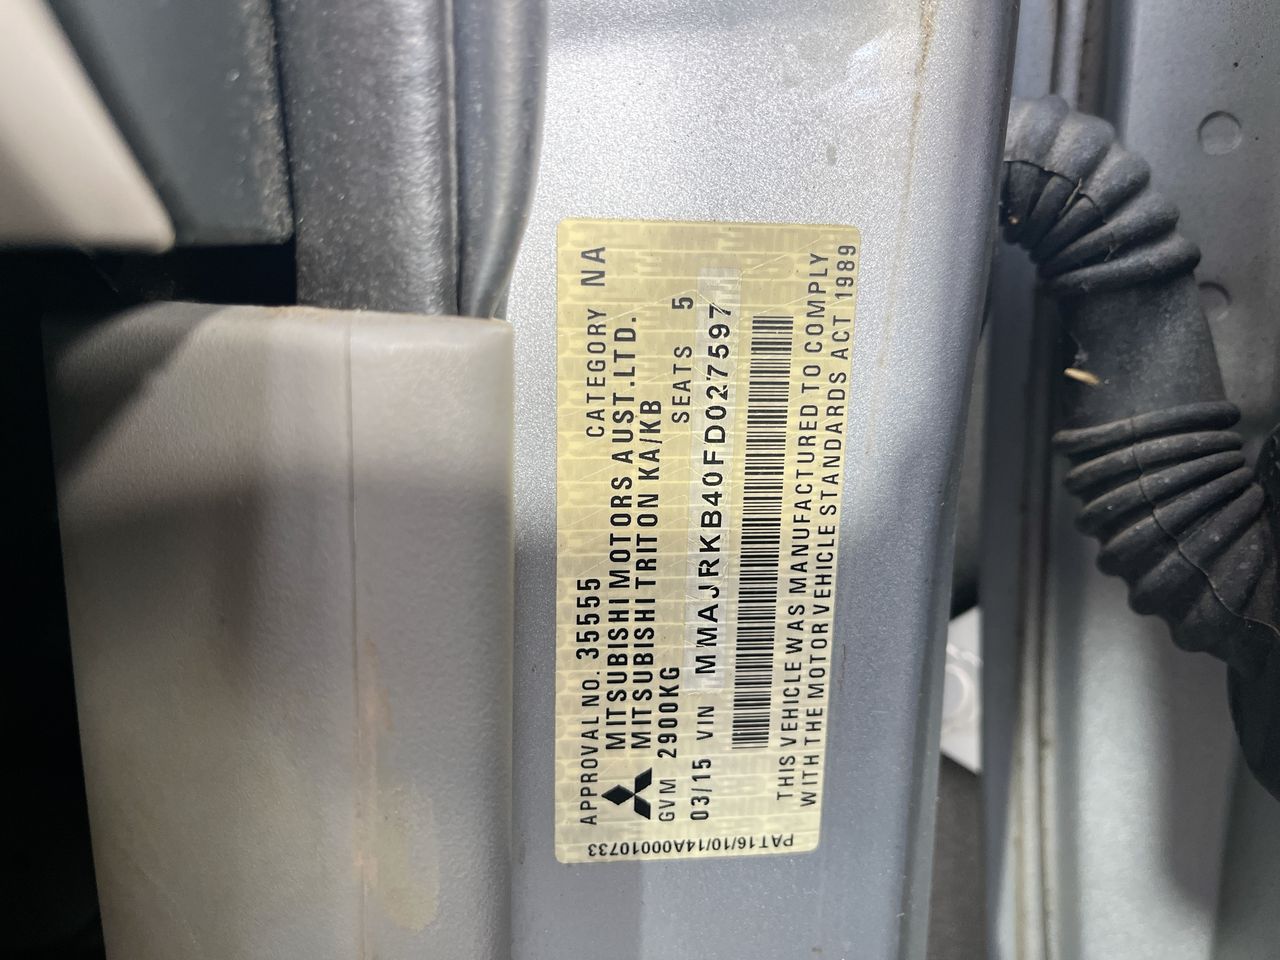 APPROVAL NO. 35555 CATEGORY NA
MITSUBISHI MOTORS AUST.LTD.
MITSUBISHI TRITON KA/KB
GVM 2900KG SEATS 5
03/15 VIN MMAJRKB40FD027597
THIS VEHICLE WAS MANUFACTURED TO COMPLY
WITH THE MOTOR VEHICLE STANDARDS ACT 1989
PAT16/10/14A00010733